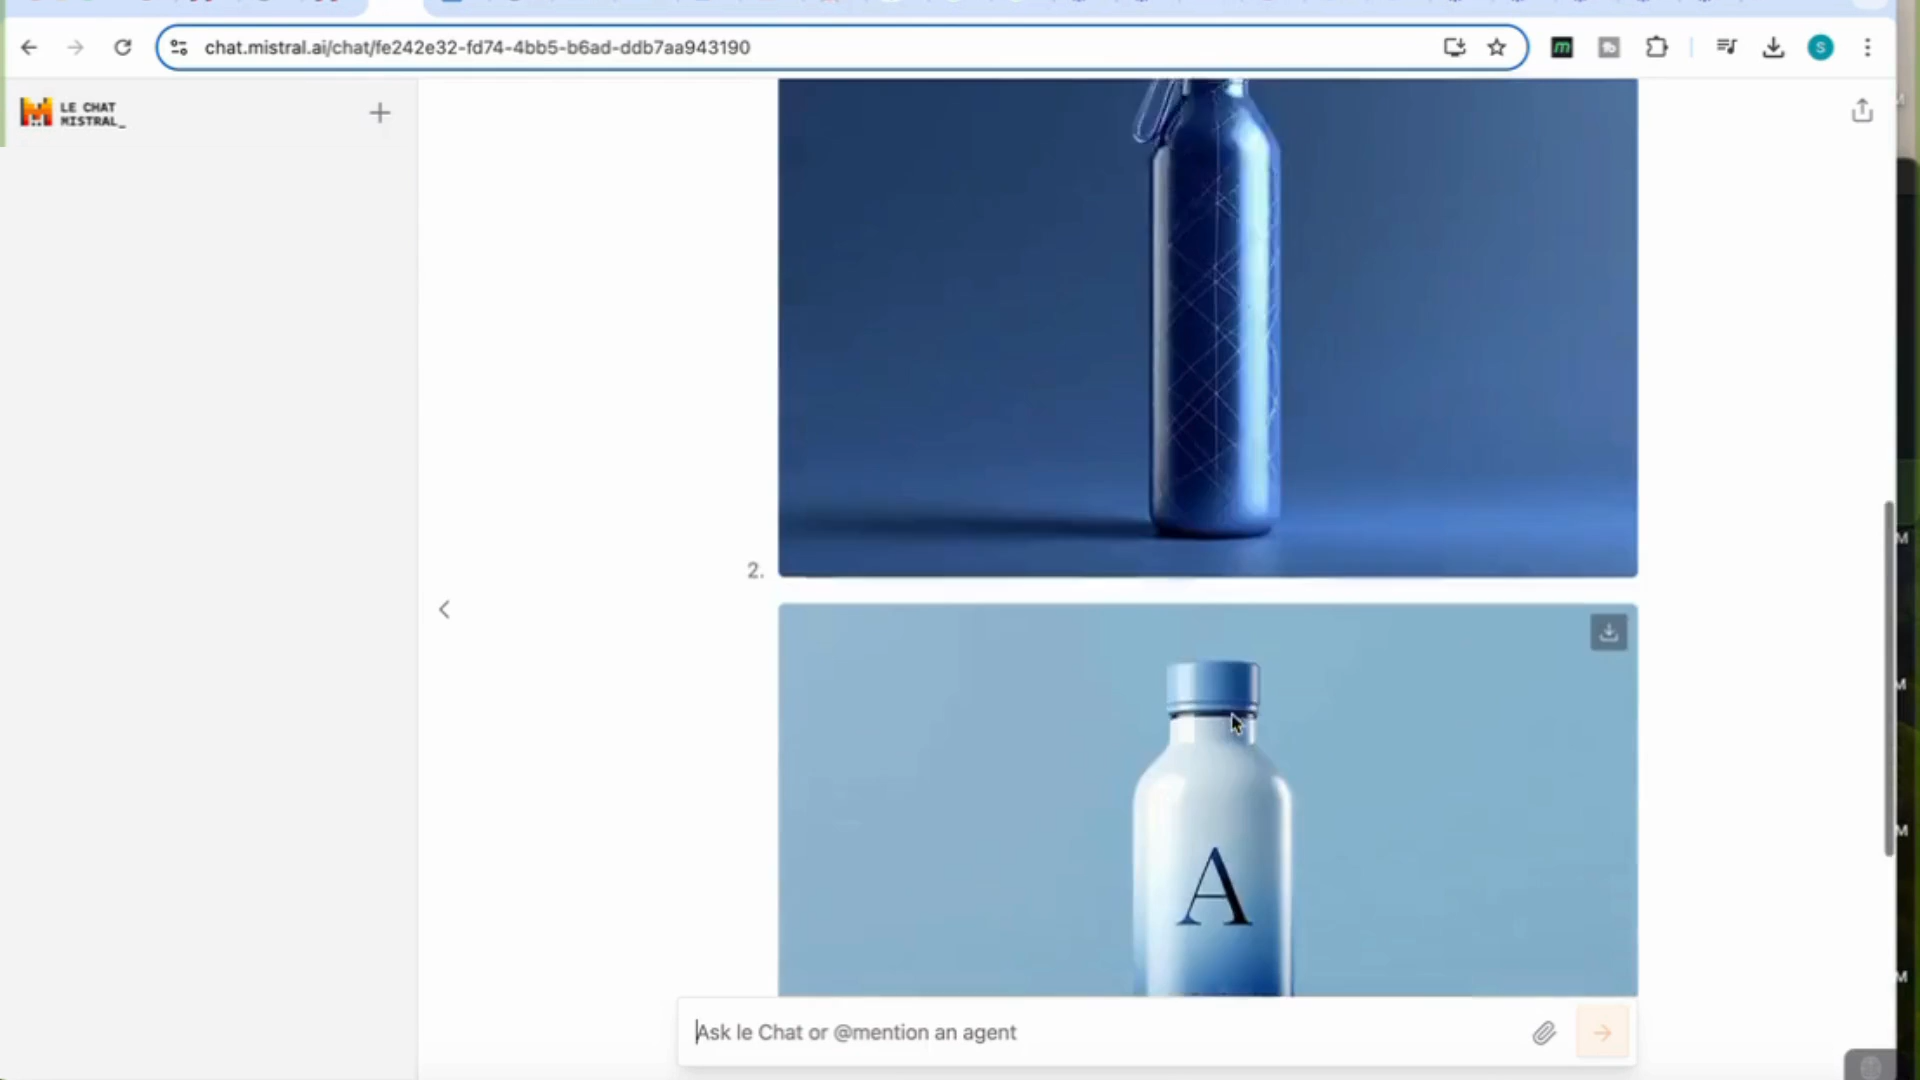 chat.mistral.ai/chat/fe242e32-fd74-4bb5-b6ad-ddb7aa943190
m
S
LE CHAT
MISTRAL_
2.
A
Ask le Chat or @mention an agent
M
M
M
M